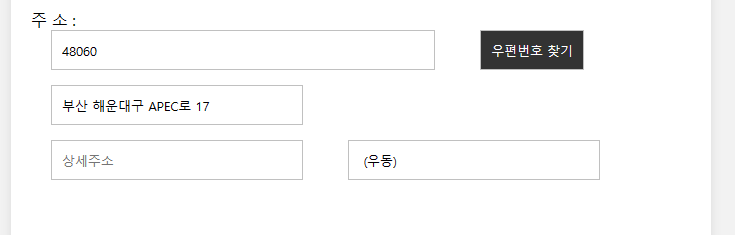 주 소 :
48060 우편번호 찾기
부산 해운대구 APEC로 17
상세주소 (우동)